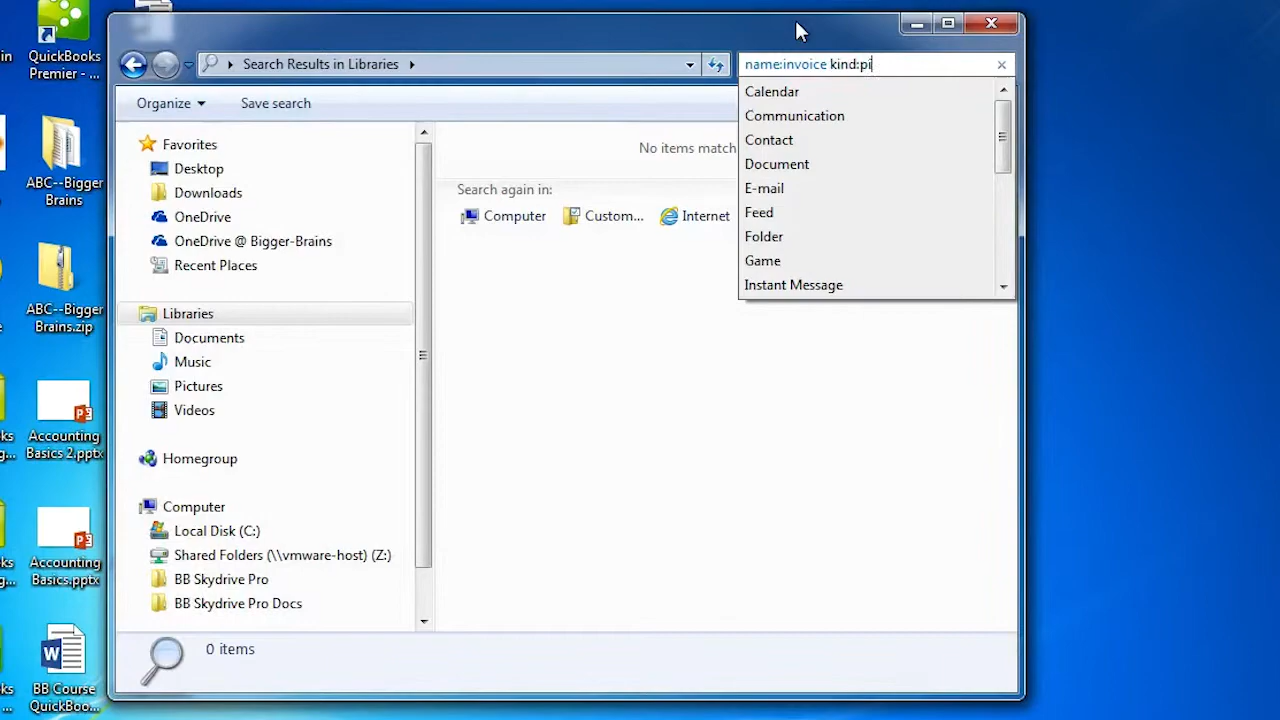 in
QuickBooks
Premier - ...
ABC--Bigger
Brains
ABC--Bigger
Brains.zip
ks
g...
Accounting
Basics 2.pptx
ks
g...
Accounting
Basics.pptx
ks
...
BB Course
QuickBoo...
Search Results in Libraries
name:invoice kind:pi
Organize
Save search
Calendar
Communication
Contact
Document
E-mail
Feed
Folder
Game
Instant Message
Favorites
Desktop
Downloads
OneDrive
OneDrive @ Bigger-Brains
Recent Places
Libraries
Documents
Music
Pictures
Videos
Homegroup
Computer
Local Disk (C:)
Shared Folders (\\vmware-host) (Z:)
BB Skydrive Pro
BB Skydrive Pro Docs
No items match
Search again in:
Computer
Custom...
Internet
0 items